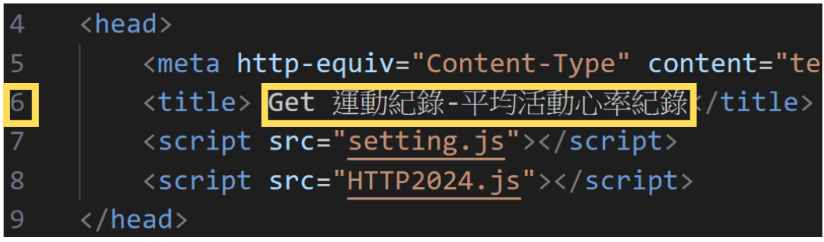 4 <head>
5 <meta http-equiv="Content-Type" content="te
6 <title> Get 運動紀錄-平均活動心率紀錄</title>
7 <script src="setting.js"></script>
8 <script src="HTTP2024.js"></script>
9 </head>